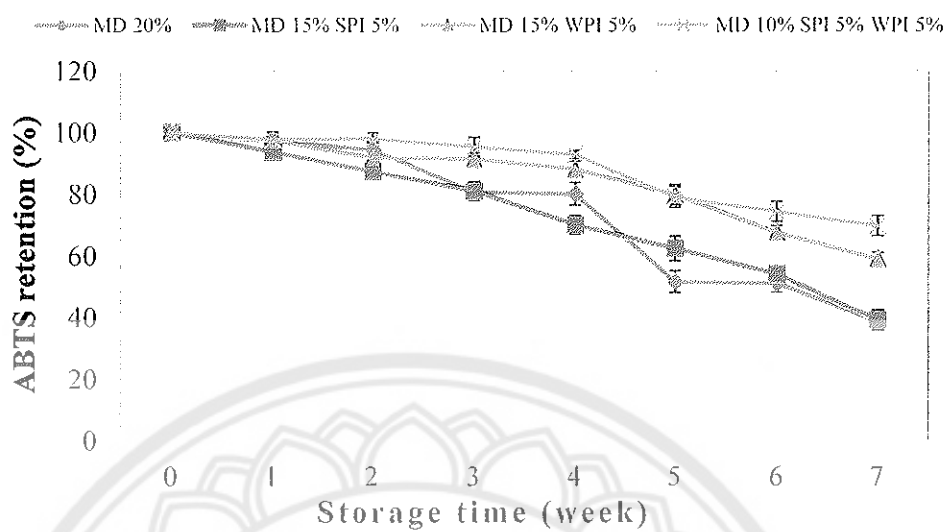 MD 20% MD 15% SPI 5% MD 15% WPI 5% MD 10% SPI 5% WPI 5%
120
100
80
60
40
20
0
ABTS retention (%)
0 1 2 3 4 5 6 7
Storage time (week)